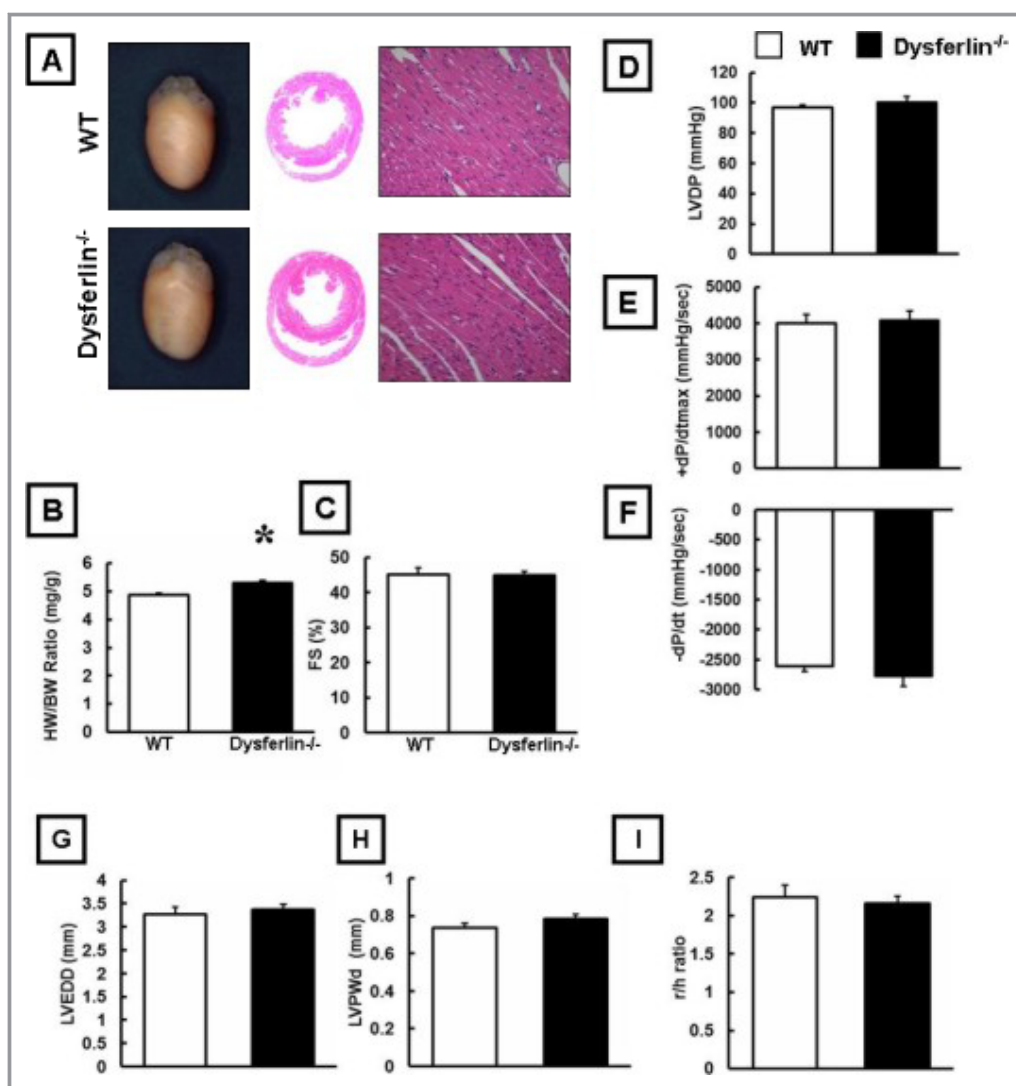 A
WT
Dysferlin-/-
WT Dysferlin-/-
D
LVDP (mmHg)
120
100
80
60
40
20
0
E
+dP/dtmax (mmHg/sec)
5000
4000
3000
2000
1000
0
F
-dP/dt (mmHg/sec)
0
-500
-1000
-1500
-2000
-2500
-3000
B
*
HW/BW Ratio (mg/g)
6
5
4
3
2
1
0
WT Dysferlin-/-
C
FS (%)
50
40
30
20
10
0
WT Dysferlin-/-
G
LVEDD (mm)
4
3.5
3
2.5
2
1.5
1
0.5
0
H
LVPWd (mm)
1
0.8
0.6
0.4
0.2
0
I
r/h ratio
2.5
2
1.5
1
0.5
0